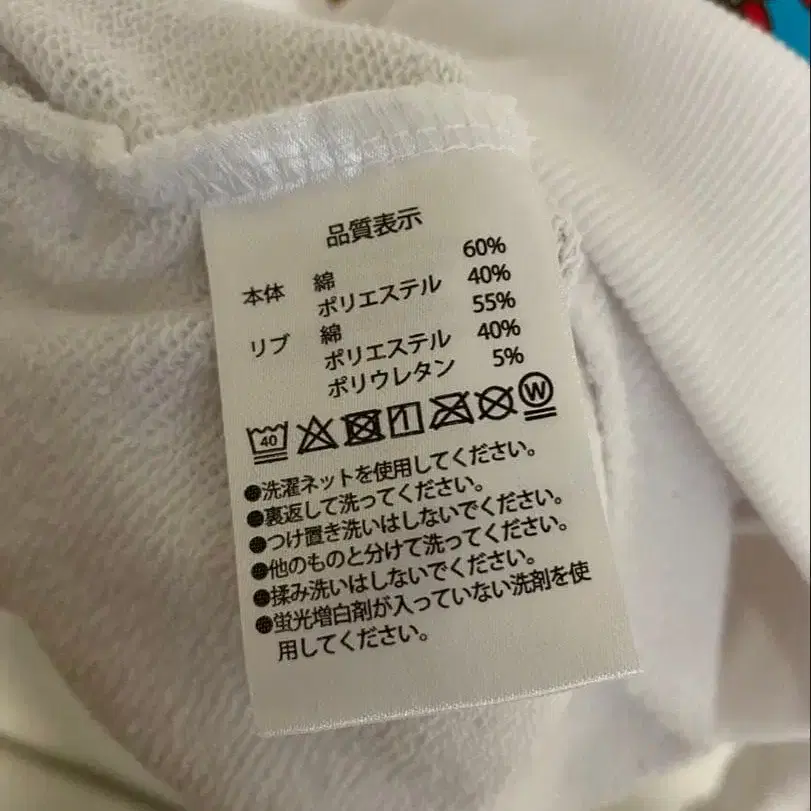 品質表示
本体 綿 60%
ポリエステル 40%
リブ 綿 55%
ポリエステル 40%
ポリウレタン 5%
40 W
●洗濯ネットを使用してください。
●裏返して洗ってください。
●つけ置き洗いはしないでください。
●他のものと分けて洗ってください。
●揉み洗いはしないでください。
●蛍光増白剤が入っていない洗剤を使
用してください。